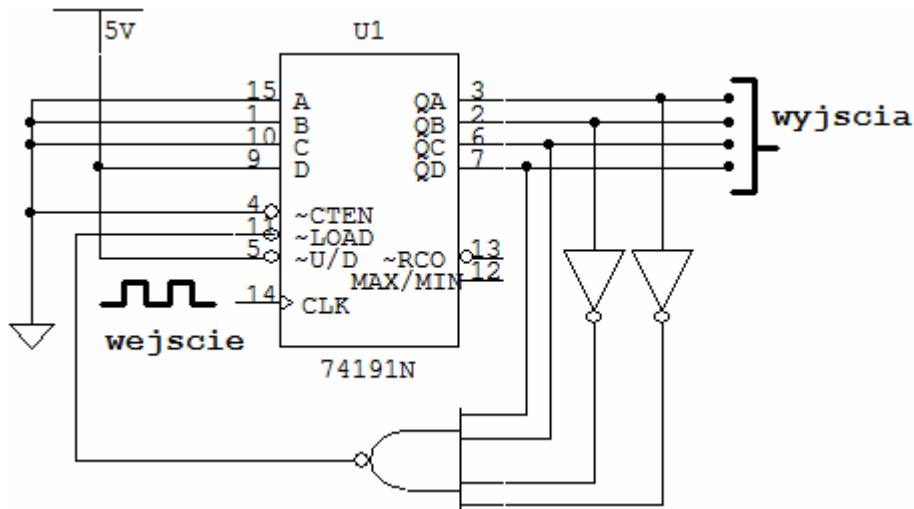 5V
U1
15 A QA 3
1 B QB 2
10 C QC 6
9 D QD 7
wyjscia
4 ~CTEN
11 ~LOAD
5 ~U/D ~RCO 13
MAX/MIN 12
14 CLK
wejscie
74191N